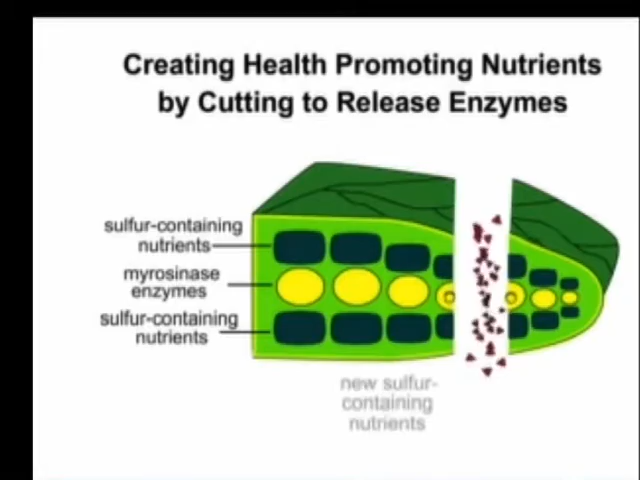 Creating Health Promoting Nutrients
by Cutting to Release Enzymes
sulfur-containing
nutrients
myrosinase
enzymes
sulfur-containing
nutrients
new sulfur-
containing
nutrients